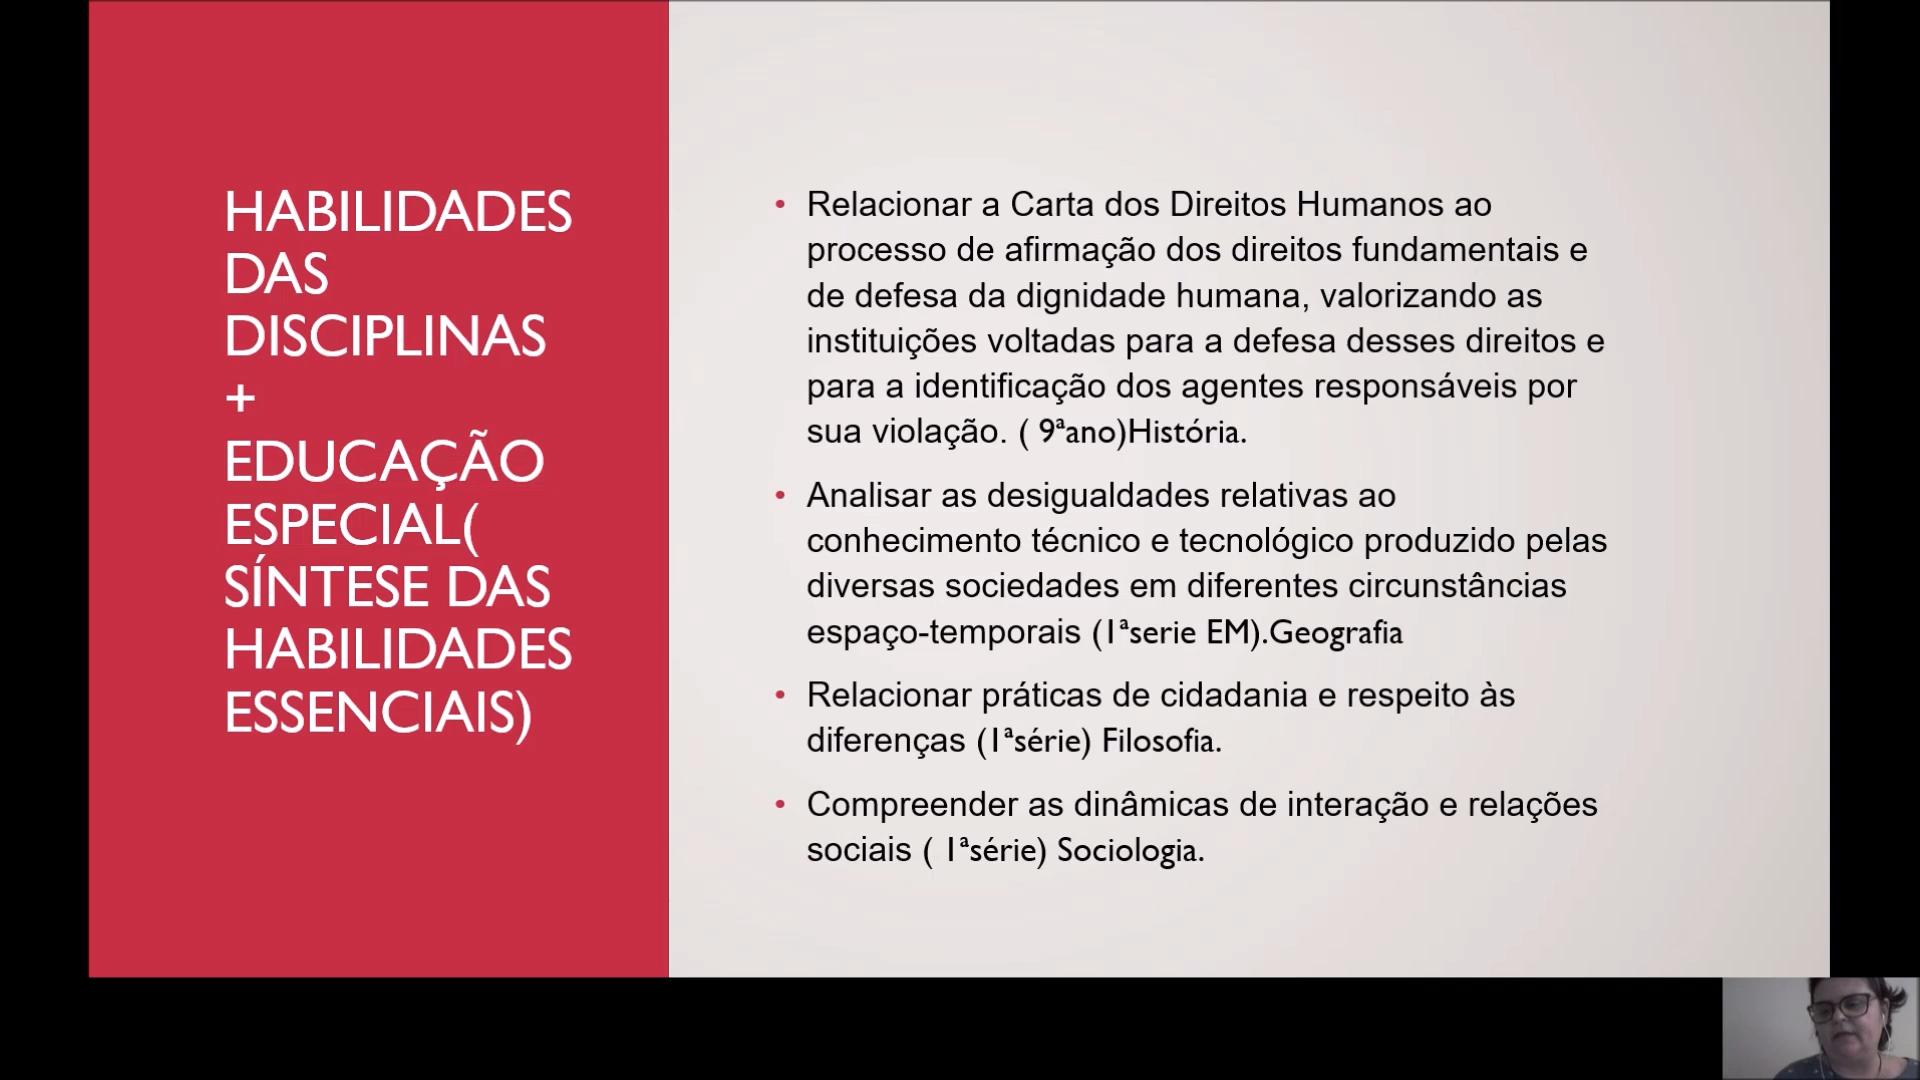 HABILIDADES
DAS
DISCIPLINAS
+
EDUCAÇÃO
ESPECIAL(
SÍNTESE DAS
HABILIDADES
ESSENCIAIS)
• Relacionar a Carta dos Direitos Humanos ao
processo de afirmação dos direitos fundamentais e
de defesa da dignidade humana, valorizando as
instituições voltadas para a defesa desses direitos e
para a identificação dos agentes responsáveis por
sua violação. ( 9ªano)História.
• Analisar as desigualdades relativas ao
conhecimento técnico e tecnológico produzido pelas
diversas sociedades em diferentes circunstâncias
espaço-temporais (1ªserie EM).Geografia
• Relacionar práticas de cidadania e respeito às
diferenças (1ªsérie) Filosofia.
• Compreender as dinâmicas de interação e relações
sociais ( 1ªsérie) Sociologia.